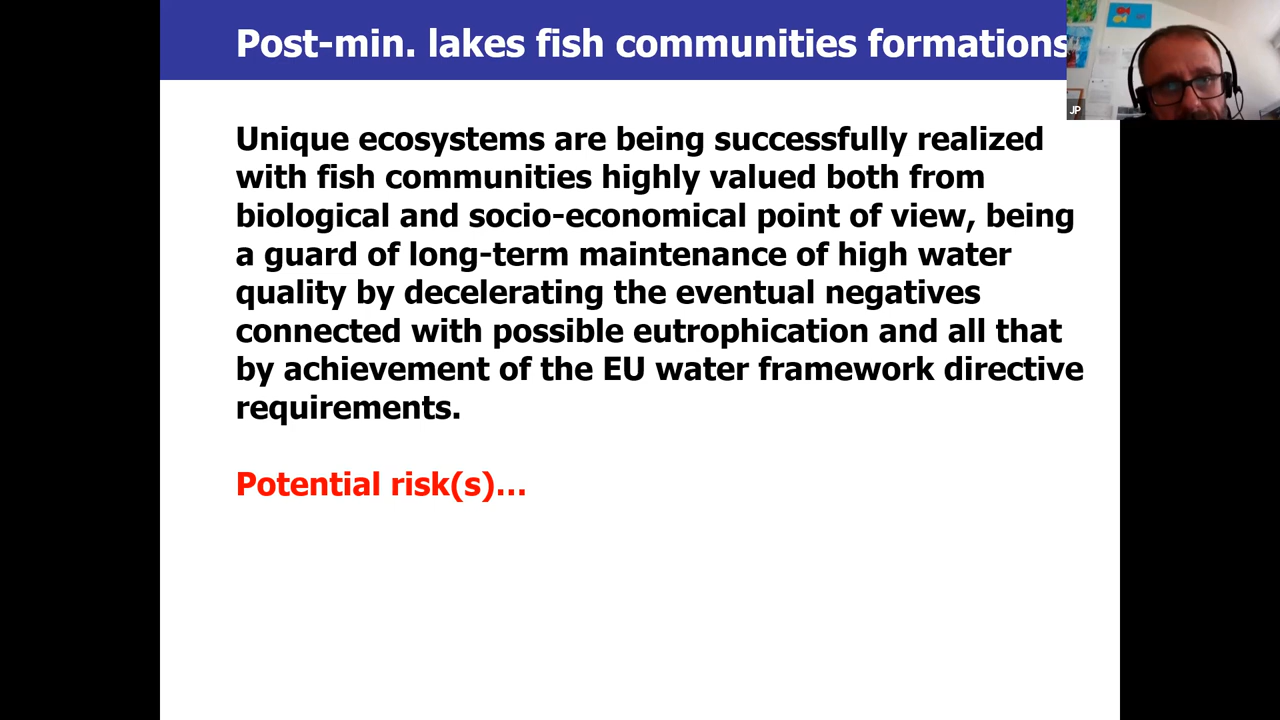 Post-min. lakes fish communities formations
JP
Unique ecosystems are being successfully realized
with fish communities highly valued both from
biological and socio-economical point of view, being
a guard of long-term maintenance of high water
quality by decelerating the eventual negatives
connected with possible eutrophication and all that
by achievement of the EU water framework directive
requirements.
Potential risk(s)...